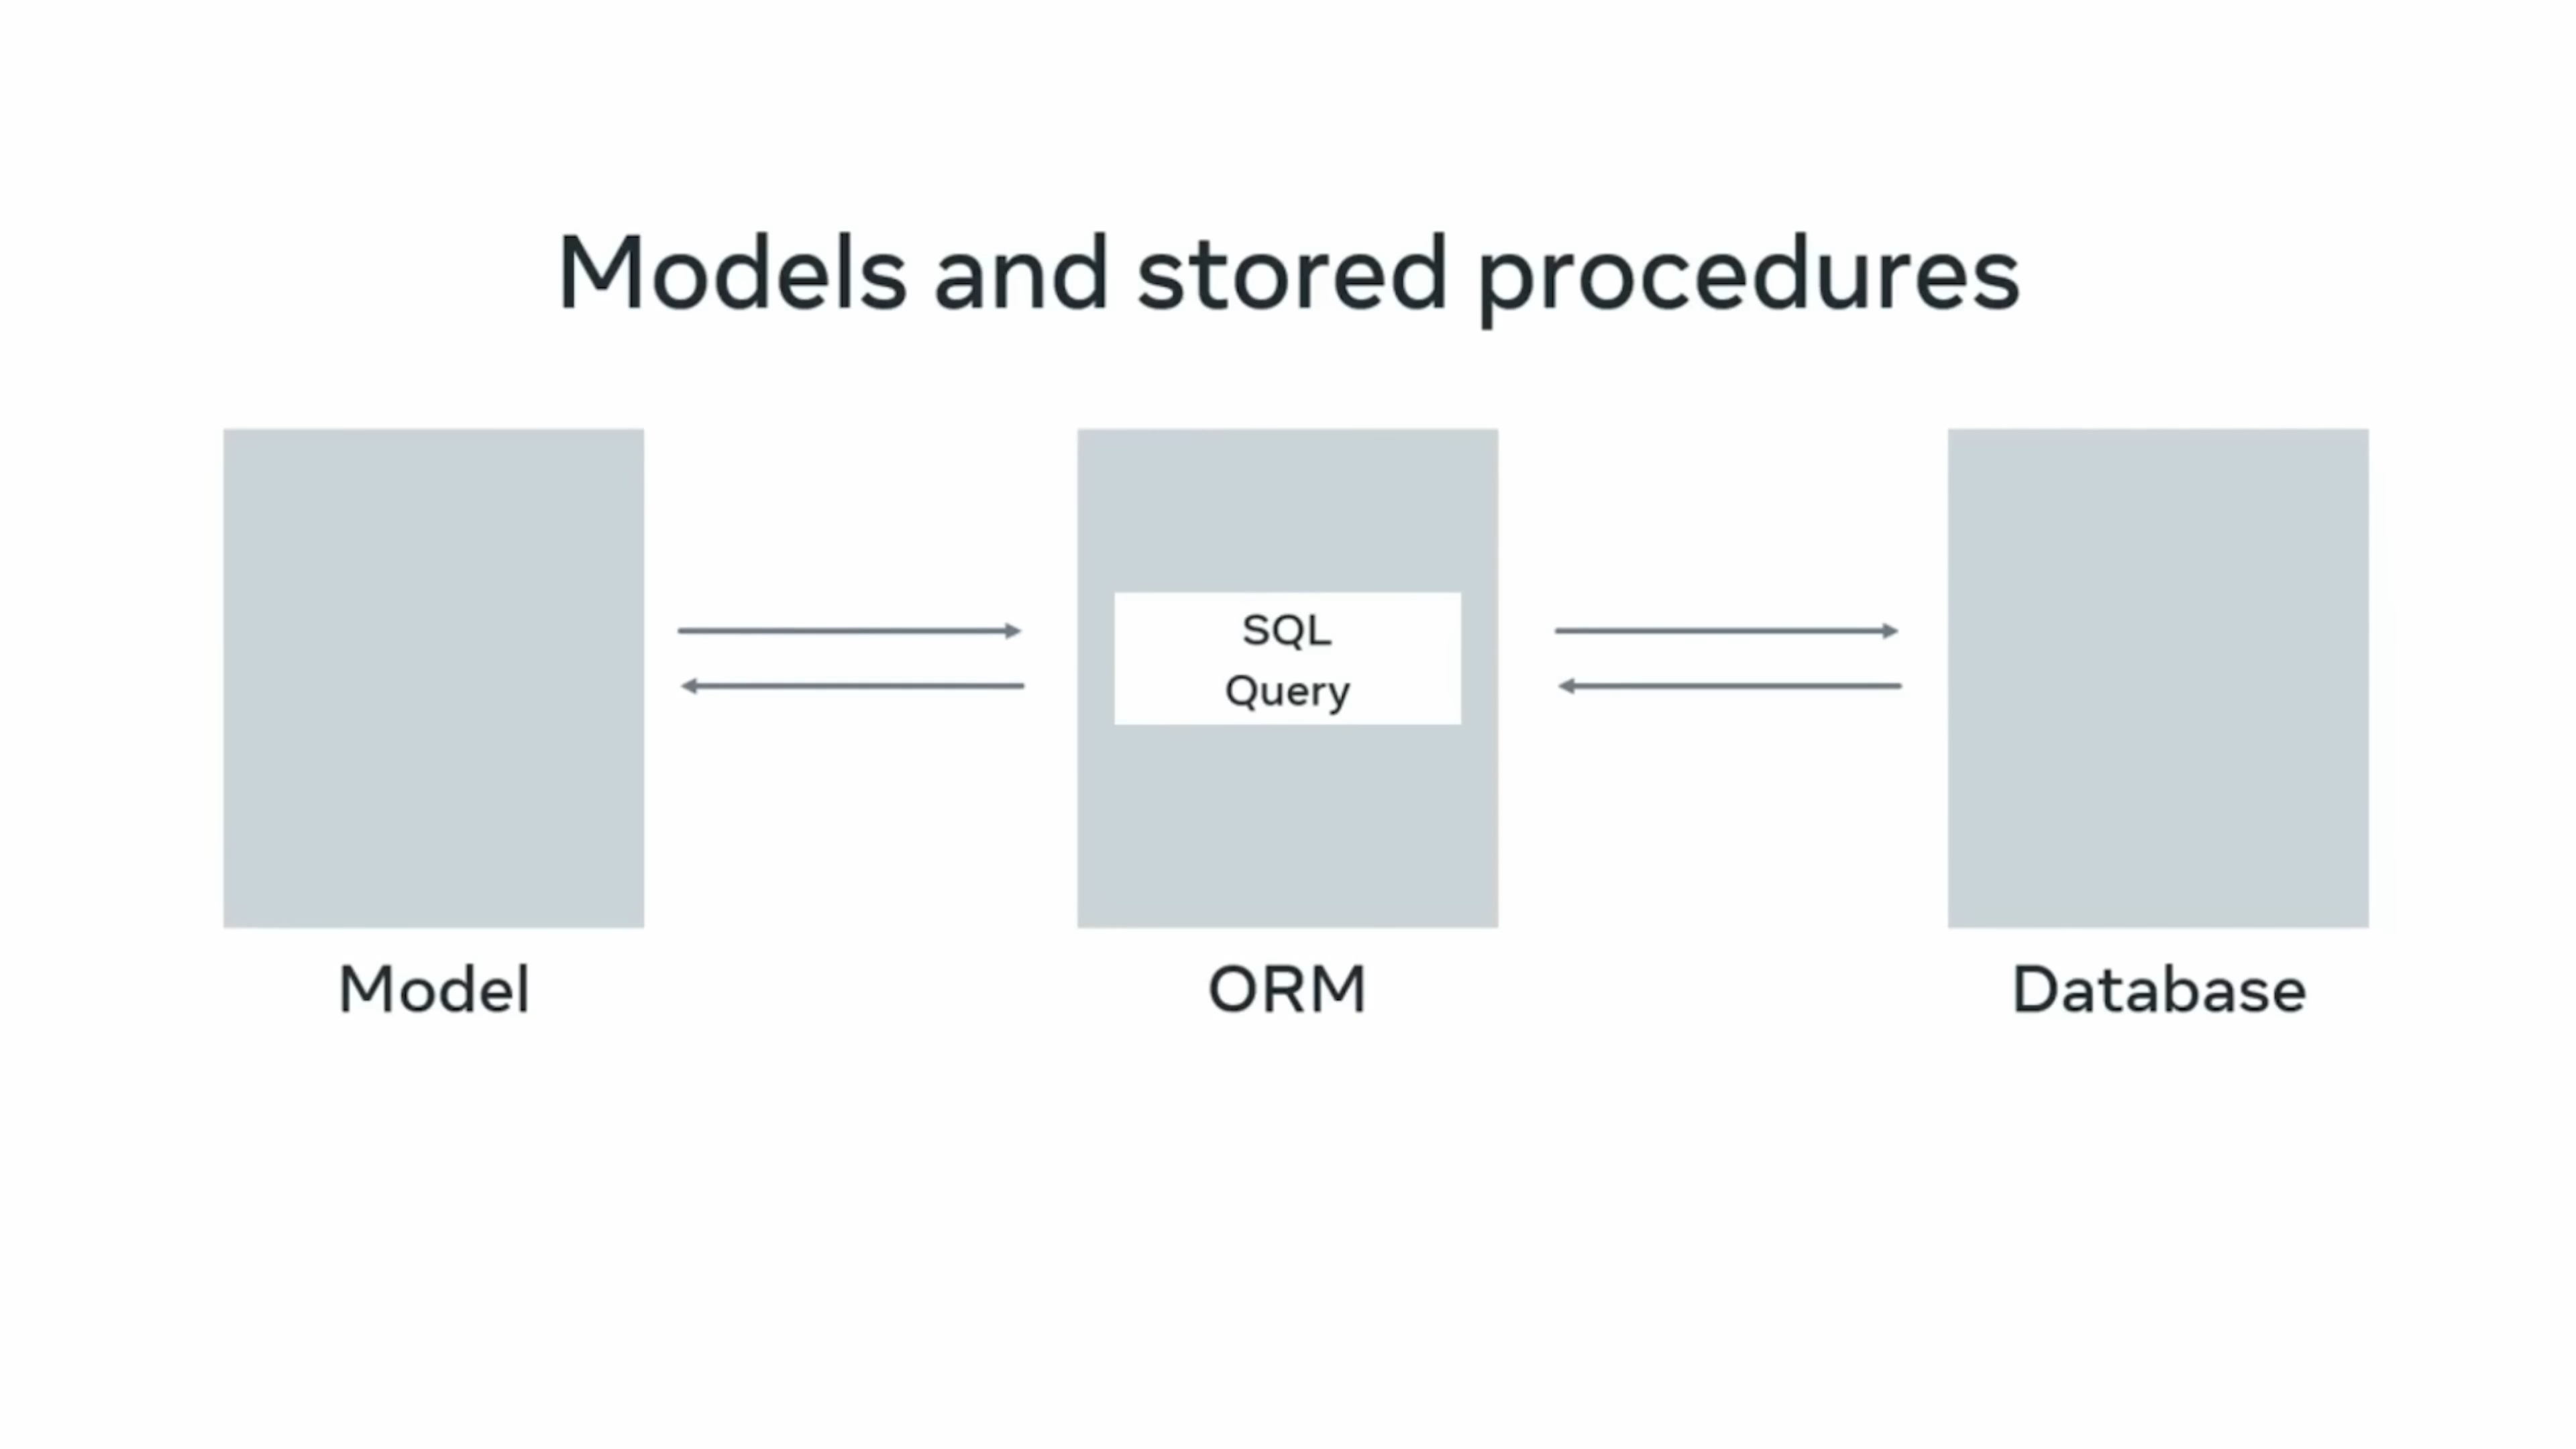 Models and stored procedures
SQL
Query
Model
ORM
Database